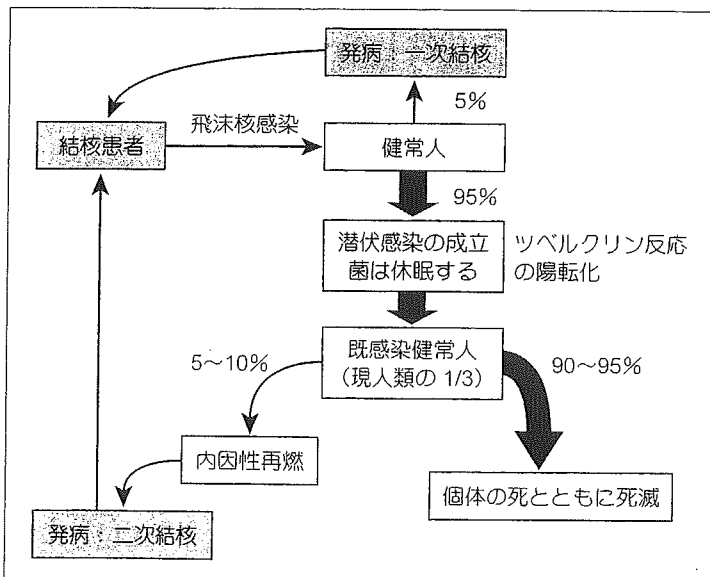 発病：一次結核
5%
飛沫核感染
結核患者
健常人
95%
潜伏感染の成立
菌は休眠する
ツベルクリン反応
の陽転化
既感染健常人
（現人類の 1/3）
5〜10%
90〜95%
内因性再燃
個体の死とともに死滅
発病：二次結核